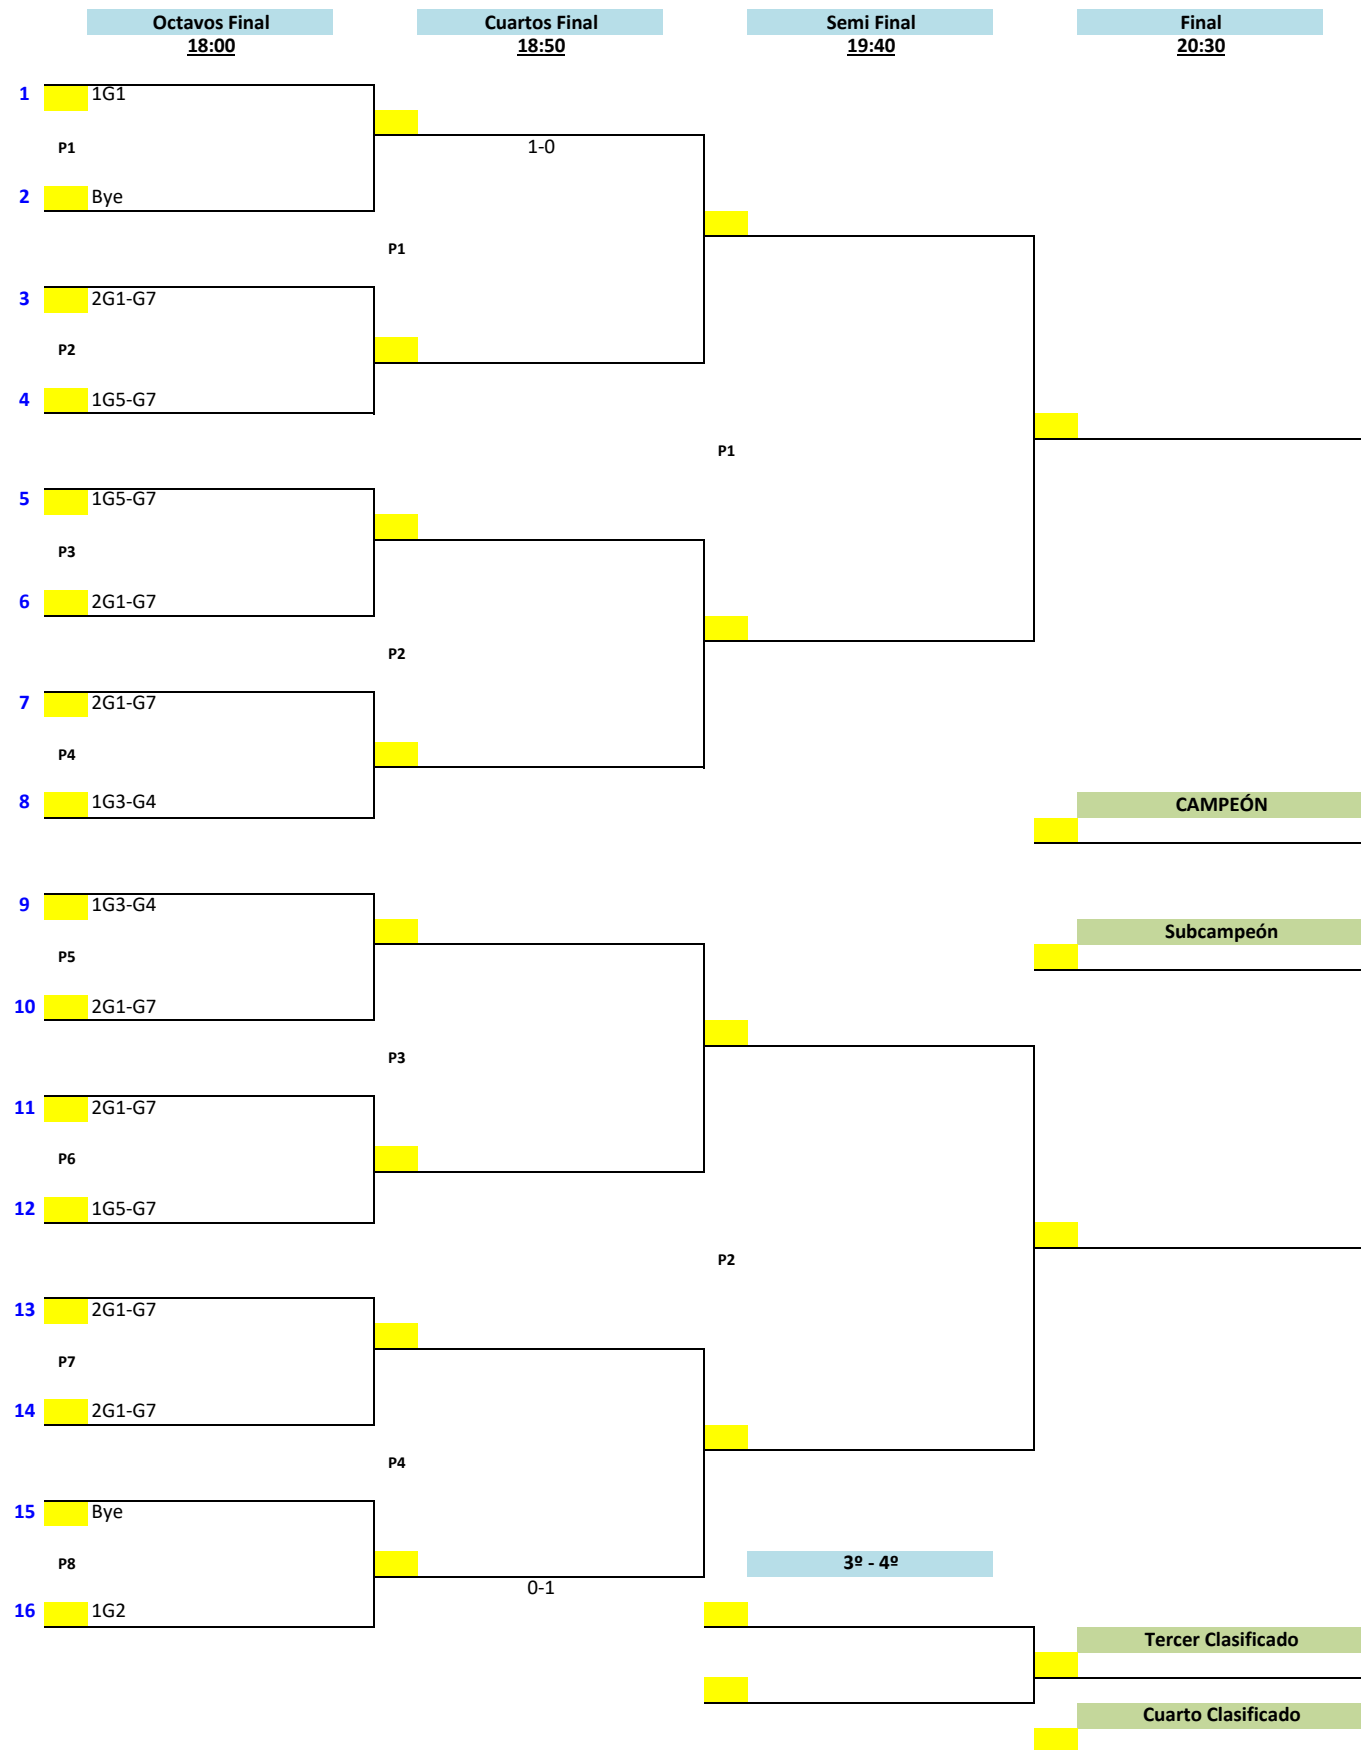 Octavos Final Cuartos Final Semi Final Final
18:00 18:50 19:40 20:30
1 1G1
P1 1-0
2 Bye
P1
3 2G1-G7
P2
4 1G5-G7
P1
5 1G5-G7
P3
6 2G1-G7
P2
7 2G1-G7
P4
8 1G3-G4 CAMPEÓN
9 1G3-G4
Subcampeón
P5
10 2G1-G7
P3
11 2G1-G7
P6
12 1G5-G7
P2
13 2G1-G7
P7
14 2G1-G7
P4
15 Bye
P8 3º - 4º
0-1
16 1G2
Tercer Clasificado
Cuarto Clasificado